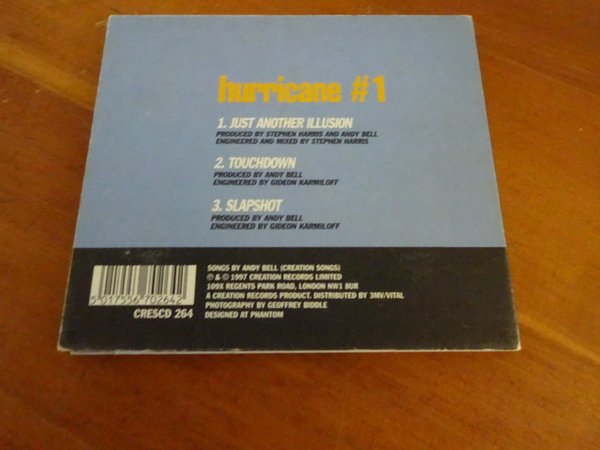 hurricane #1
1. JUST ANOTHER ILLUSION
PRODUCED BY STEPHEN HARRIS AND ANDY BELL
ENGINEERED AND MIXED BY STEPHEN HARRIS
2. TOUCHDOWN
PRODUCED BY ANDY BELL
ENGINEERED BY GIDEON KARMILOFF
3. SLAPSHOT
PRODUCED BY ANDY BELL
ENGINEERED BY GIDEON KARMILOFF
5 017556 702642
CRESCD 264
SONGS BY ANDY BELL (CREATION SONGS)
℗ & © 1997 CREATION RECORDS LIMITED
109X REGENTS PARK ROAD, LONDON NW1 8UR
A CREATION RECORDS PRODUCT. DISTRIBUTED BY 3MV/VITAL
PHOTOGRAPHY BY GEOFFREY BIDDLE
DESIGNED AT PHANTOM